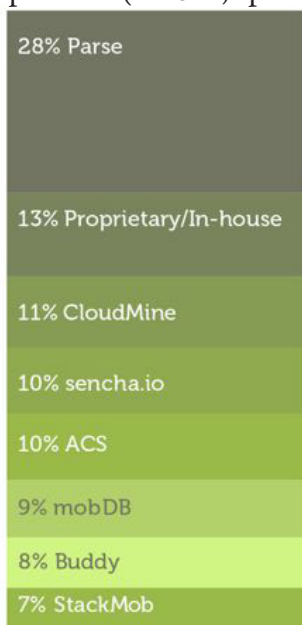 28% Parse
13% Proprietary/In-house
11% CloudMine
10% sencha.io
10% ACS
9% mobDB
8% Buddy
7% StackMob